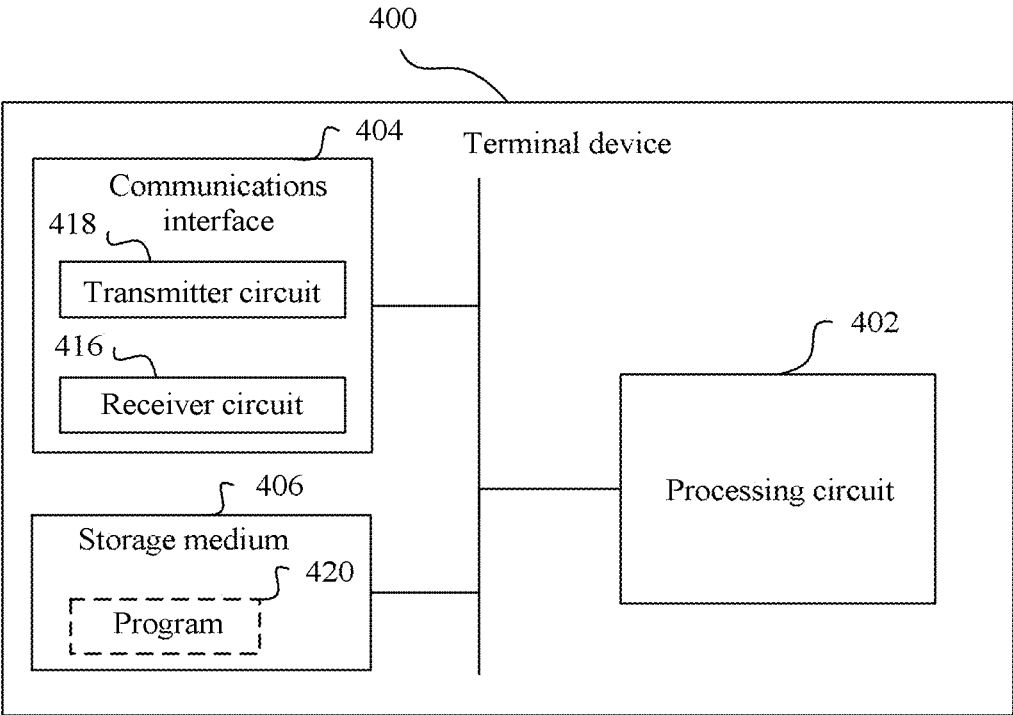 400
404
Terminal device
Communications
interface
418
Transmitter circuit
416
Receiver circuit
402
Processing circuit
406
Storage medium
420
Program